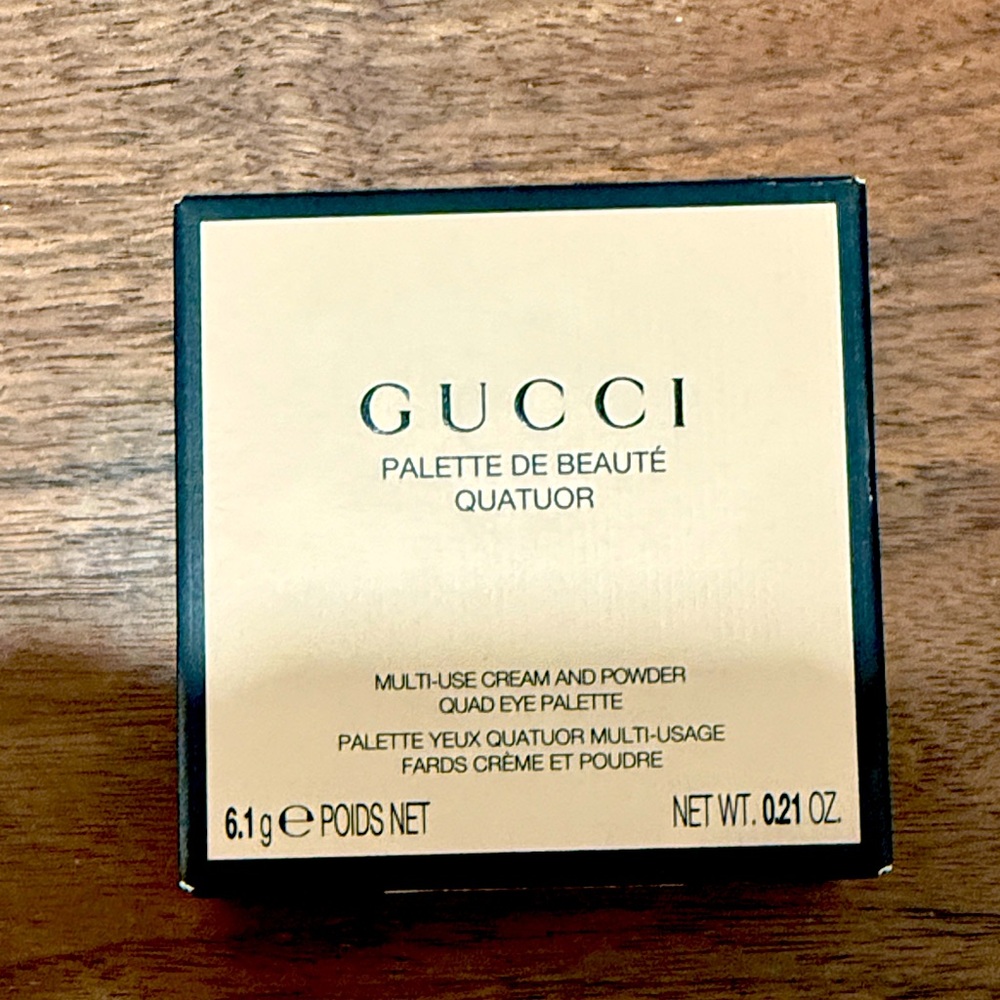 GUCCI
PALETTE DE BEAUTÉ
QUATUOR
MULTI-USE CREAM AND POWDER
QUAD EYE PALETTE
PALETTE YEUX QUATUOR MULTI-USAGE
FARDS CRÈME ET POUDRE
6.1 g ℮ POIDS NET
NET WT. 0.21 OZ.